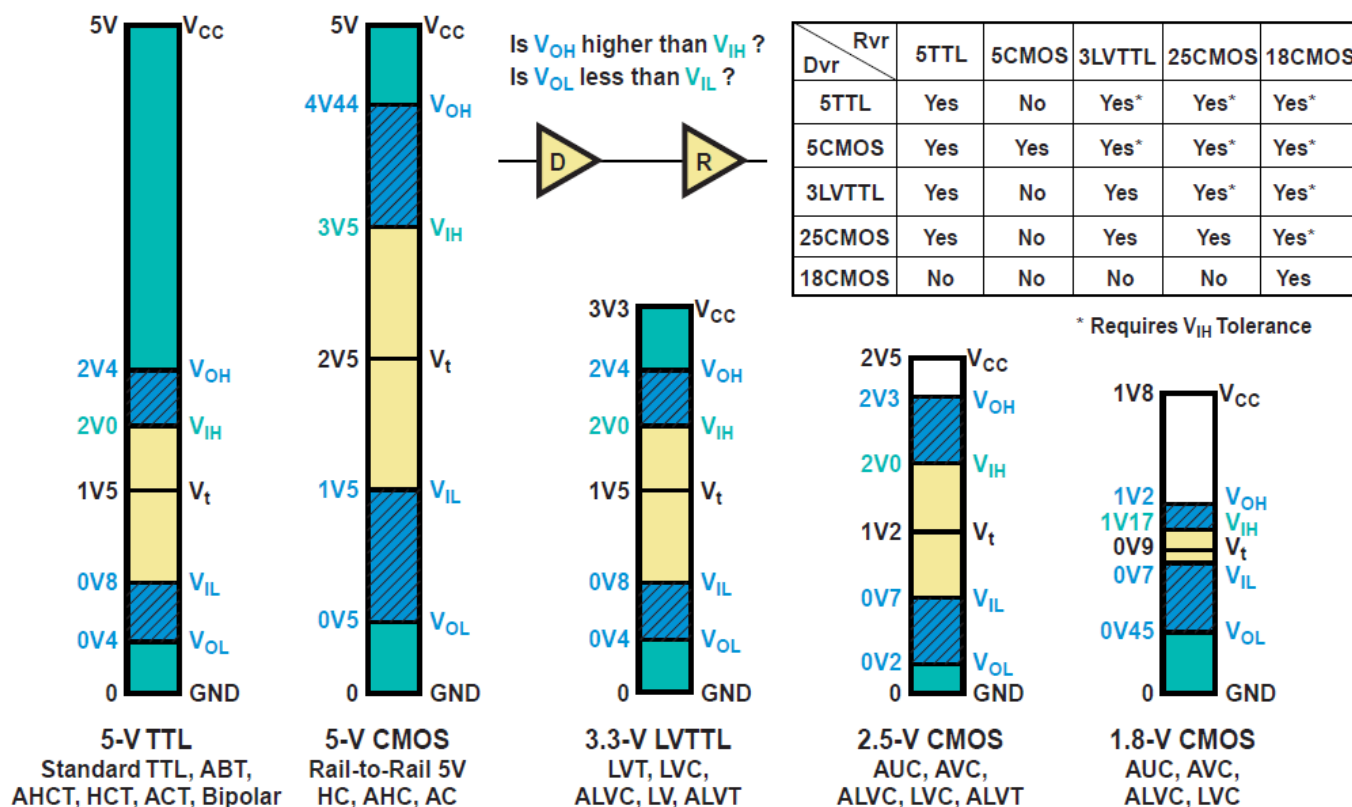 5V VCC
2V4 VOH
2V0 VIH
1V5 Vt
0V8 VIL
0V4 VOL
0 GND
5-V TTL
Standard TTL, ABT,
AHCT, HCT, ACT, Bipolar
5V VCC
4V44 VOH
3V5 VIH
2V5 Vt
1V5 VIL
0V5 VOL
0 GND
5-V CMOS
Rail-to-Rail 5V
HC, AHC, AC
Is VOH higher than VIH ?
Is VOL less than VIL ?
D R
Rvr
Dvr 5TTL 5CMOS 3LVTTL 25CMOS 18CMOS
5TTL Yes No Yes* Yes* Yes*
5CMOS Yes Yes Yes* Yes* Yes*
3LVTTL Yes No Yes Yes* Yes*
25CMOS Yes No Yes Yes Yes*
18CMOS No No No No Yes
* Requires VIH Tolerance
3V3 VCC
2V4 VOH
2V0 VIH
1V5 Vt
0V8 VIL
0V4 VOL
0 GND
3.3-V LVTTL
LVT, LVC,
ALVC, LV, ALVT
2V5 VCC
2V3 VOH
2V0 VIH
1V2 Vt
0V7 VIL
0V2 VOL
0 GND
2.5-V CMOS
AUC, AVC,
ALVC, LVC, ALVT
1V8 VCC
1V2 VOH
1V17 VIH
0V9 Vt
0V7 VIL
0V45 VOL
0 GND
1.8-V CMOS
AUC, AVC,
ALVC, LVC